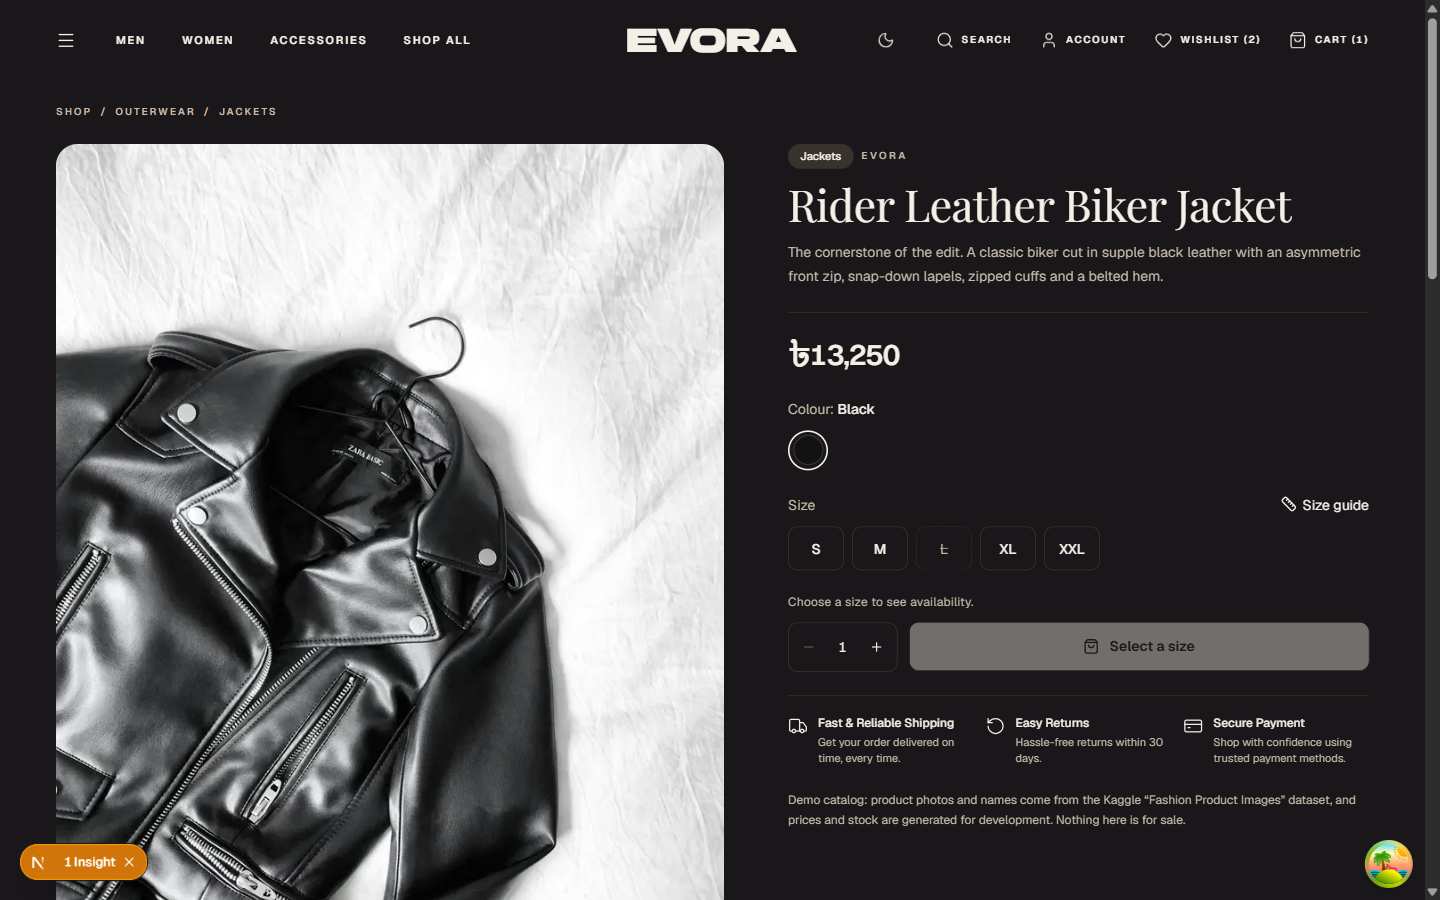 MEN WOMEN ACCESSORIES SHOP ALL EVORA SEARCH ACCOUNT WISHLIST (2) CART (1)
SHOP / OUTERWEAR / JACKETS
Jackets EVORA
Rider Leather Biker Jacket
The cornerstone of the edit. A classic biker cut in supple black leather with an asymmetric
front zip, snap-down lapels, zipped cuffs and a belted hem.
৳13,250
Colour: Black
Size Size guide
S M L XL XXL
Choose a size to see availability.
− 1 + Select a size
Fast & Reliable Shipping
Get your order delivered on
time, every time.
Easy Returns
Hassle-free returns within 30
days.
Secure Payment
Shop with confidence using
trusted payment methods.
Demo catalog: product photos and names come from the Kaggle “Fashion Product Images” dataset, and
prices and stock are generated for development. Nothing here is for sale.
ZARA BASIC
N 1 Insight